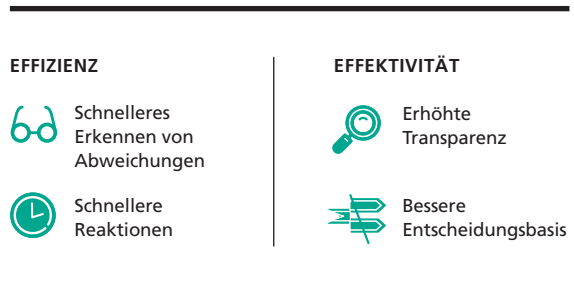 EFFIZIENZ
Schnelleres
Erkennen von
Abweichungen
Schnellere
Reaktionen
EFFEKTIVITÄT
Erhöhte
Transparenz
Bessere
Entscheidungsbasis